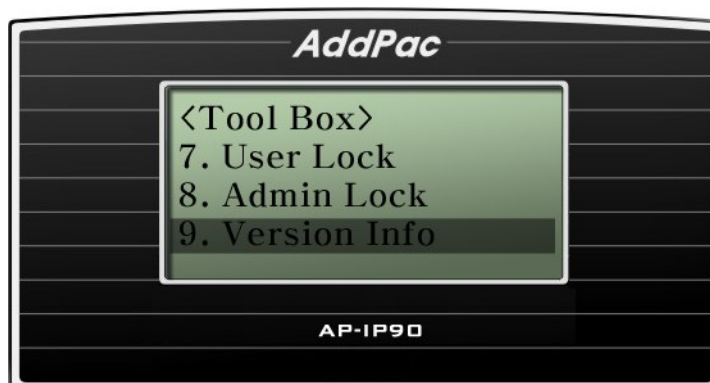 AddPac
<Tool Box>
7. User Lock
8. Admin Lock
9. Version Info
AP-IP90